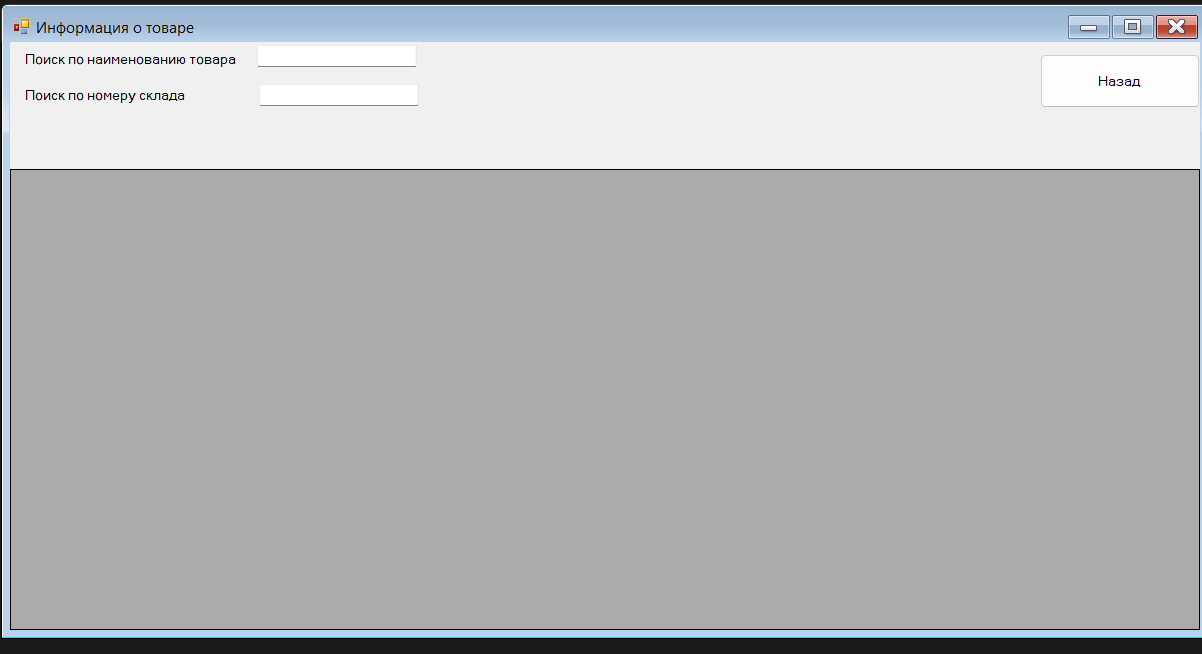 Информация о товаре
Поиск по наименованию товара
Поиск по номеру склада
Назад